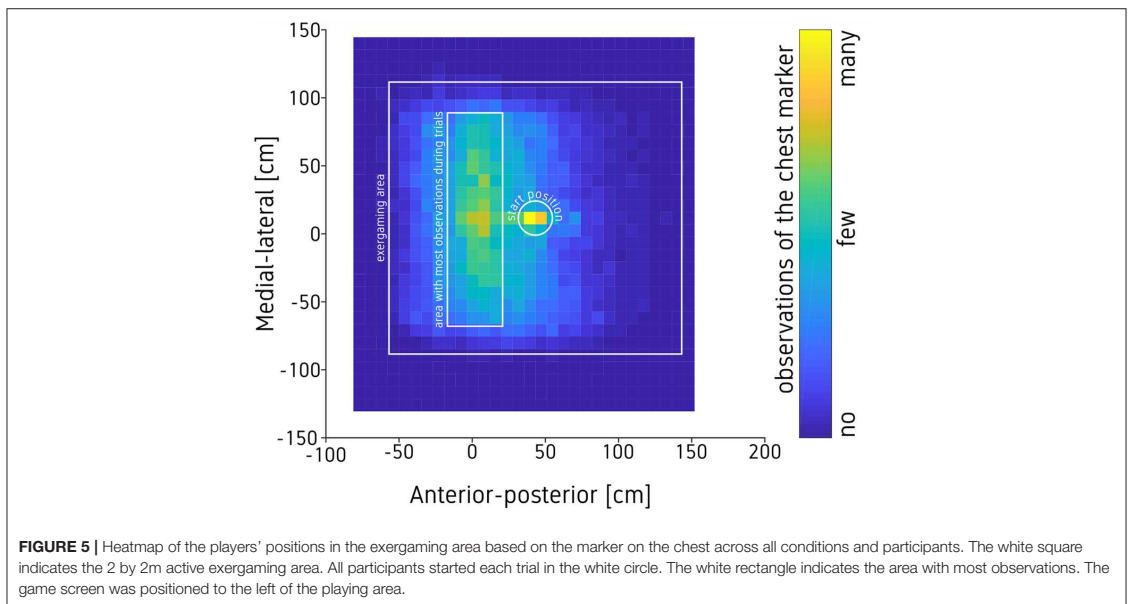 150
100
50
0
-50
-100
-150
Medial-lateral [cm]
-100
-50
0
50
100
150
200
Anterior-posterior [cm]
exergaming area
area with most observations during trials
start position
observations of the chest marker
many
few
no
FIGURE 5 | Heatmap of the players' positions in the exergaming area based on the marker on the chest across all conditions and participants. The white square
indicates the 2 by 2m active exergaming area. All participants started each trial in the white circle. The white rectangle indicates the area with most observations. The
game screen was positioned to the left of the playing area.